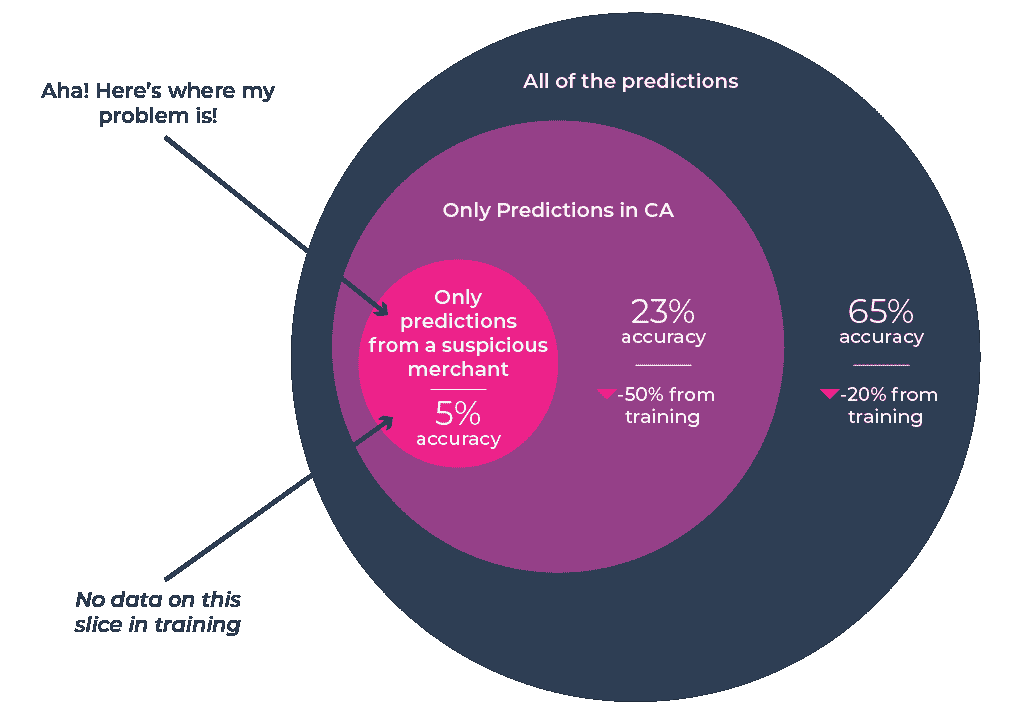 Aha! Here's where my
problem is!
All of the predictions
Only Predictions in CA
Only
predictions
from a suspicious
merchant
5%
accuracy
23%
accuracy
-50% from
training
65%
accuracy
-20% from
training
No data on this
slice in training